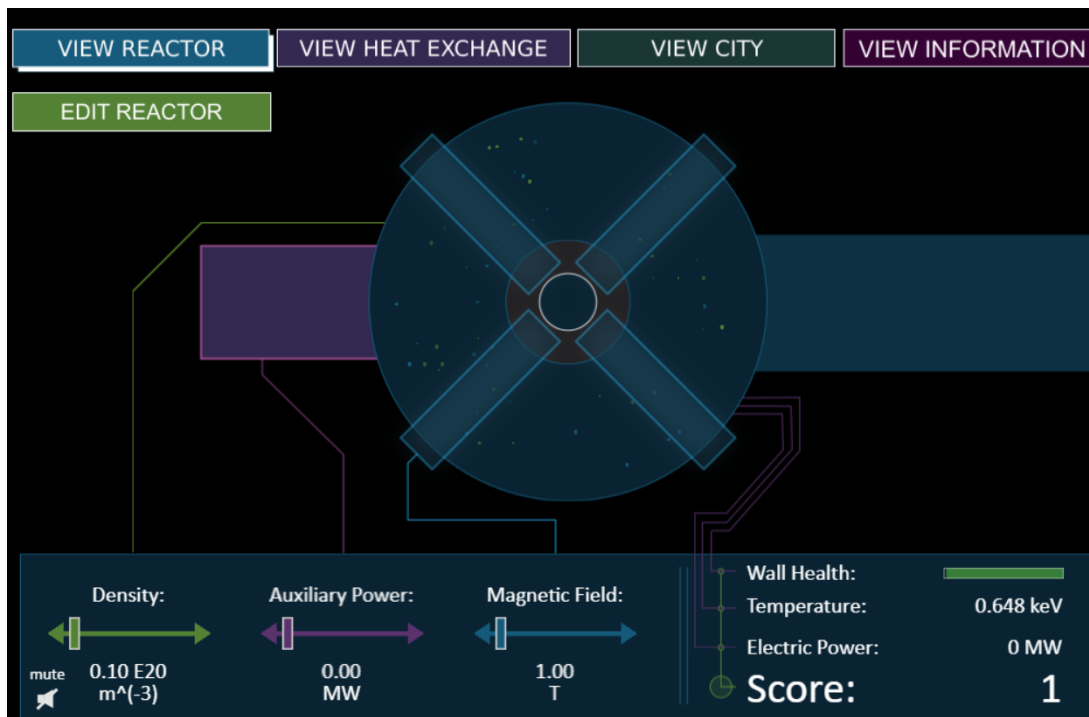 VIEW REACTOR
VIEW HEAT EXCHANGE
VIEW CITY
VIEW INFORMATION
EDIT REACTOR
Density:
0.10 E20
m^(-3)
mute
Auxiliary Power:
0.00
MW
Magnetic Field:
1.00
T
Wall Health:
Temperature: 0.648 keV
Electric Power: 0 MW
Score: 1